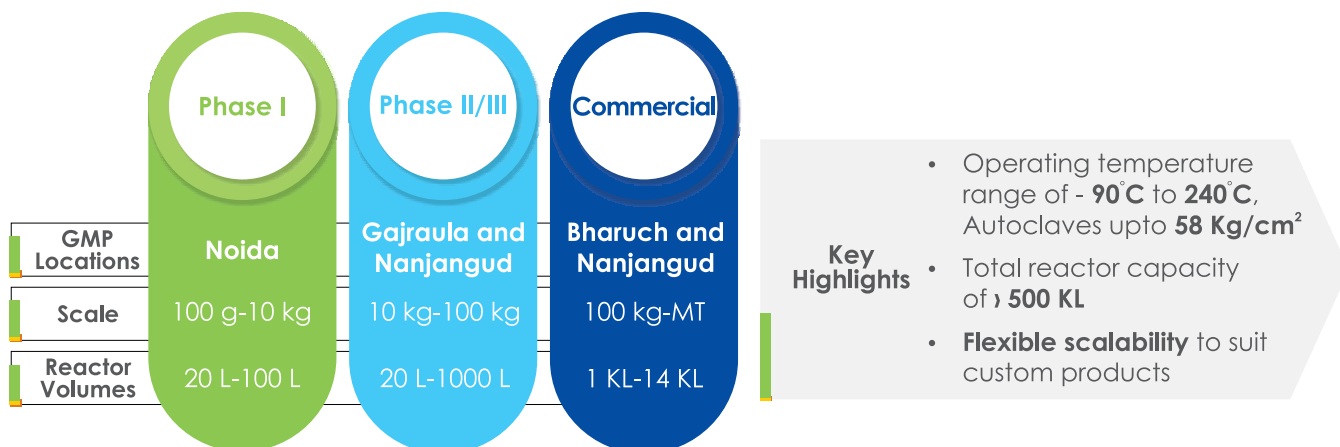 Phase I
Phase II/III
Commercial
GMP
Locations
Noida
Gajraula and
Nanjangud
Bharuch and
Nanjangud
Scale
100 g-10 kg
10 kg-100 kg
100 kg-MT
Reactor
Volumes
20 L-100 L
20 L-1000 L
1 KL-14 KL
Key
Highlights
• Operating temperature
range of - 90°C to 240°C,
Autoclaves upto 58 Kg/cm²
• Total reactor capacity
of › 500 KL
• Flexible scalability to suit
custom products